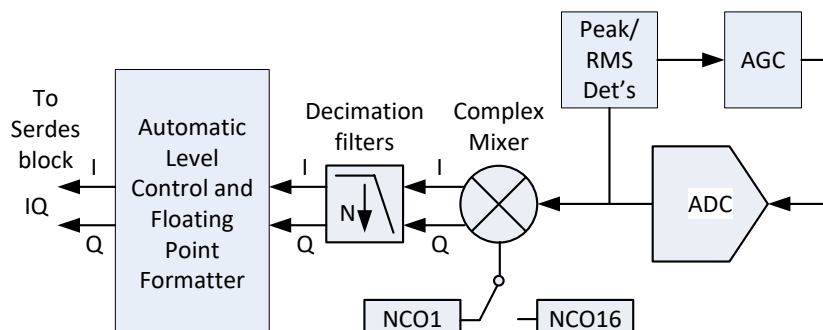 Peak/
RMS
Det's
AGC
To
Serdes
block
I
IQ
Q
Automatic
Level
Control and
Floating
Point
Formatter
Decimation
filters
I
Q
N
Complex
Mixer
I
Q
ADC
NCO1
NCO16